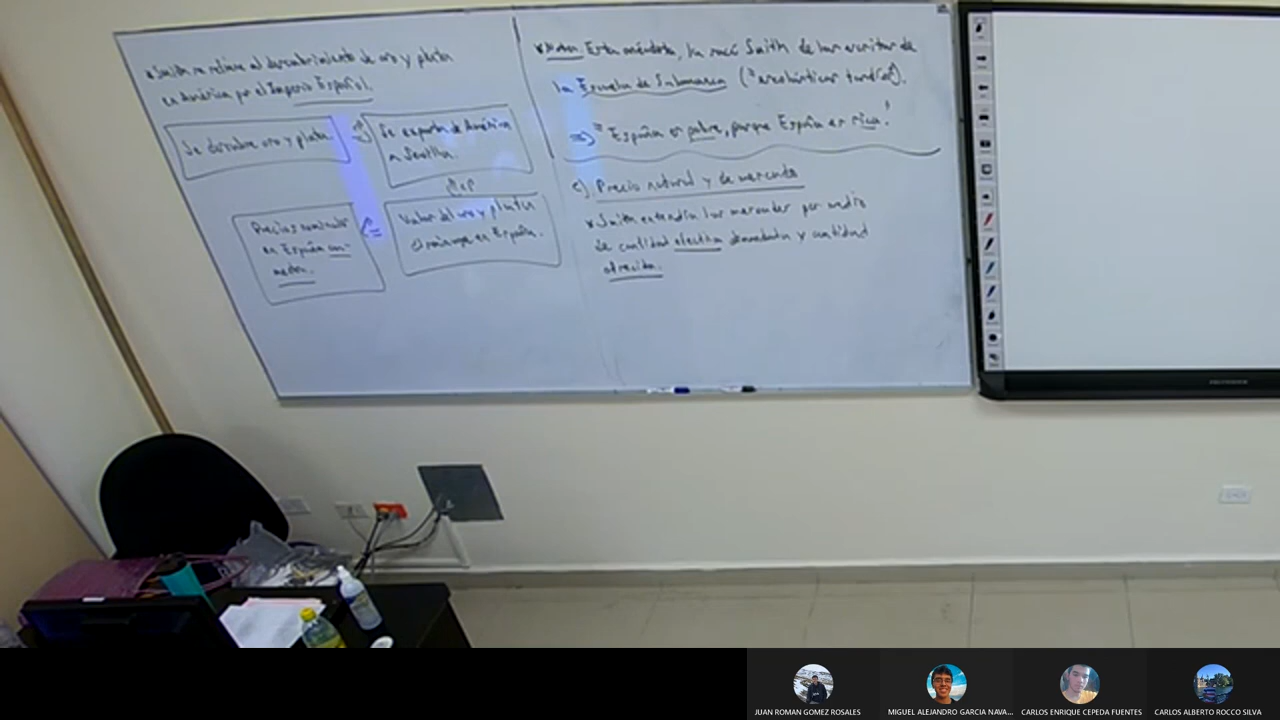 * Smith se refiere al descubrimiento de oro y plata
en América por el Imperio Español.
Se descubre oro y plata.
Se exporta de América
a Sevilla.
Valor del oro y plata
disminuye en España.
Precios
en España
* Nota: Esta anécdota, la Smith de los escritos de
la Escuela de Salamanca ("escolásticos tardíos").
⇒ "España es pobre, porque España es rica".
c) Precio natural y de mercado
* Smith entendía los mercados por medio
de cantidad efectiva demandada y cantidad
ofrecida.
JUAN ROMAN GOMEZ ROSALES
MIGUEL ALEJANDRO GARCIA NAVA...
CARLOS ENRIQUE CEPEDA FUENTES
CARLOS ALBERTO ROCCO SILVA